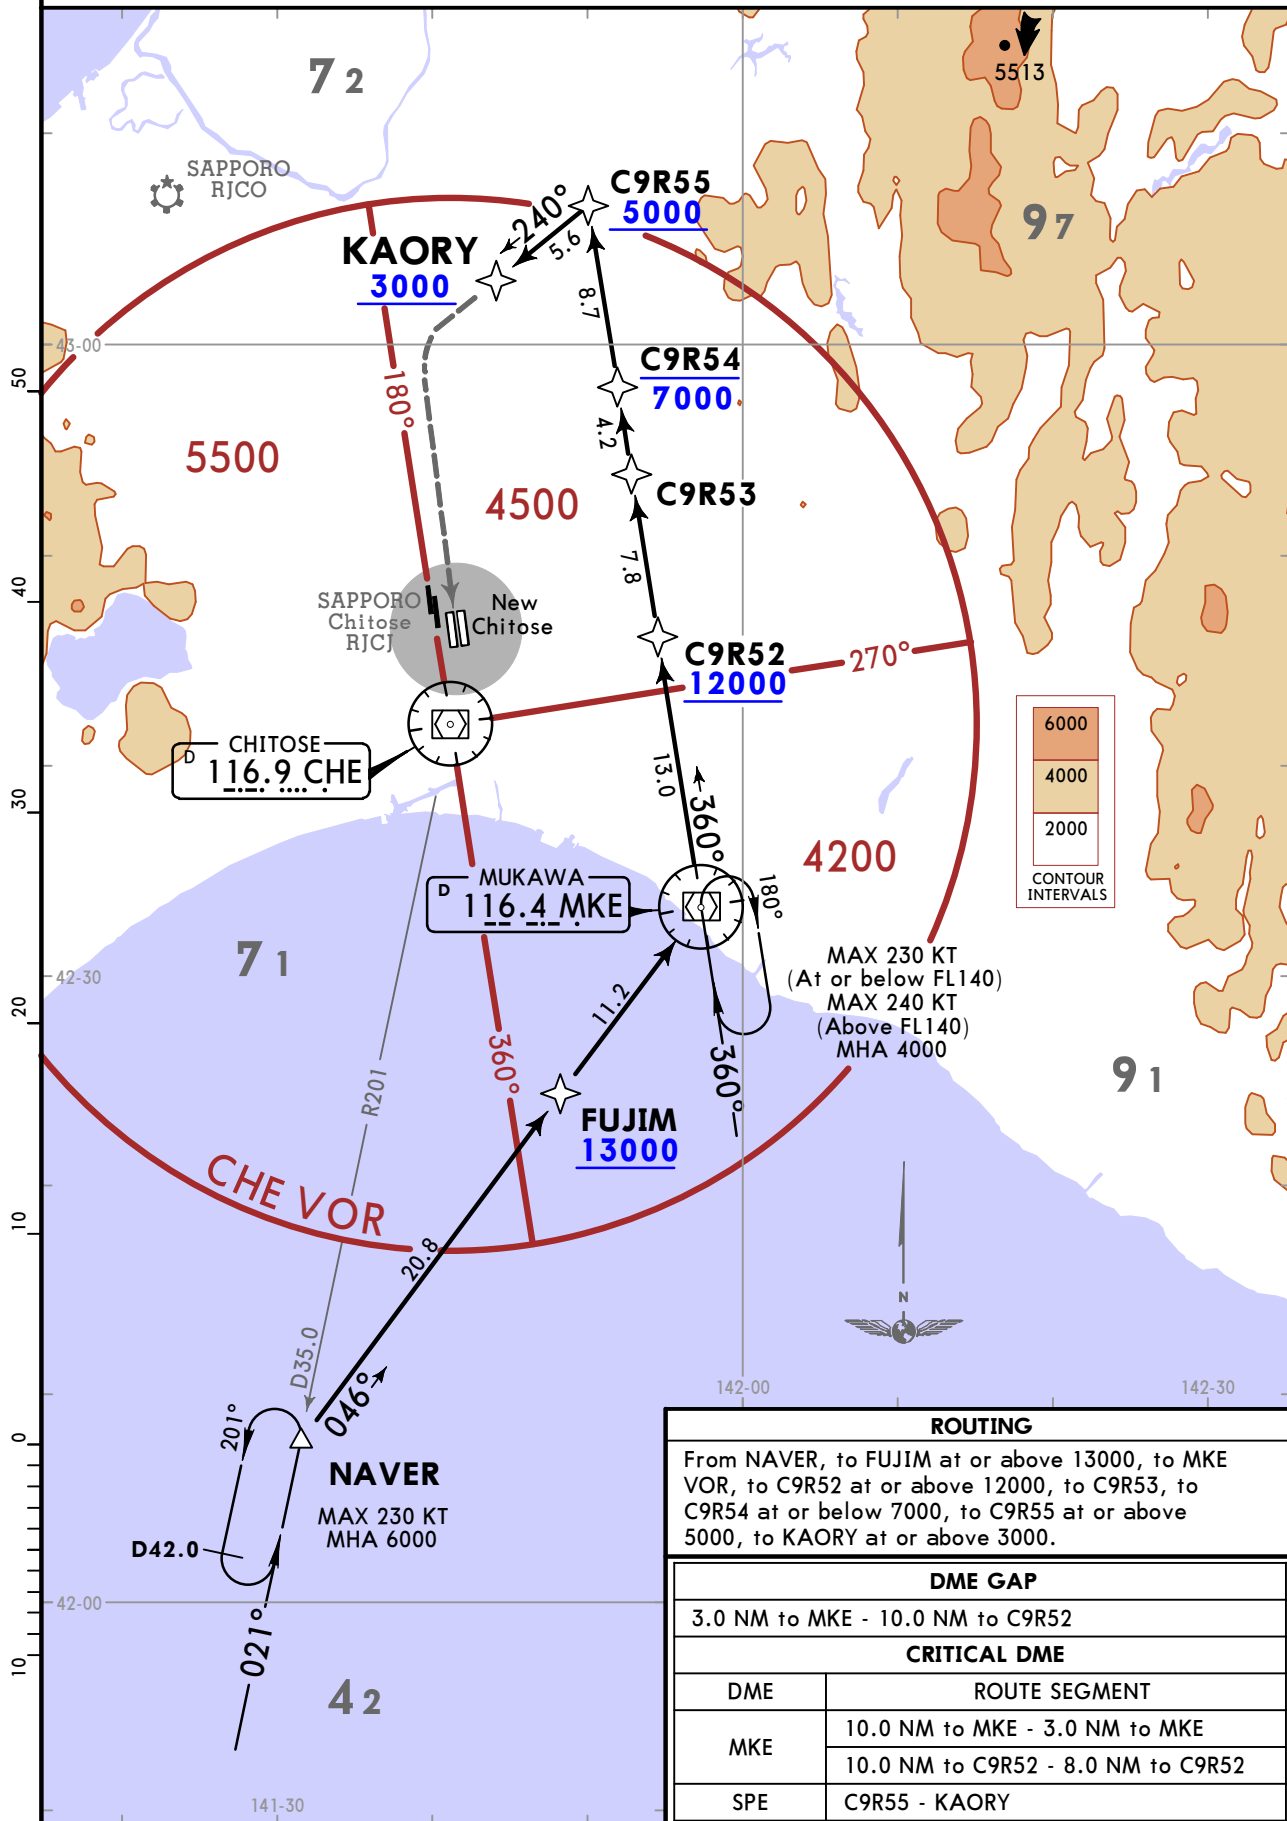 5513
7 2
SAPPORO
RJCO
C9R55
5000
240°
5.6
9 7
KAORY
3000
8.7
43-00
C9R54
7000
50
180°
4.2
5500
4500
C9R53
7.8
40
SAPPORO
Chitose
RJCJ
New
Chitose
C9R52
12000
270°
6000
4000
2000
CONTOUR
INTERVALS
CHITOSE
D
116.9 CHE
13.0
30
360°
4200
MUKAWA
D
116.4 MKE
180°
7 1
42-30
MAX 230 KT
(At or below FL140)
MAX 240 KT
(Above FL140)
MHA 4000
11.2
20
360°
360°
9 1
R201
FUJIM
13000
CHE VOR
10
20.8
N
D35.0
046°
142-00
142-30
201°
0
NAVER
MAX 230 KT
MHA 6000
D42.0
42-00
021°
10
4 2
141-30
ROUTING
From NAVER, to FUJIM at or above 13000, to MKE
VOR, to C9R52 at or above 12000, to C9R53, to
C9R54 at or below 7000, to C9R55 at or above
5000, to KAORY at or above 3000.
DME GAP
3.0 NM to MKE - 10.0 NM to C9R52
CRITICAL DME
DME
ROUTE SEGMENT
MKE
10.0 NM to MKE - 3.0 NM to MKE
10.0 NM to C9R52 - 8.0 NM to C9R52
SPE
C9R55 - KAORY